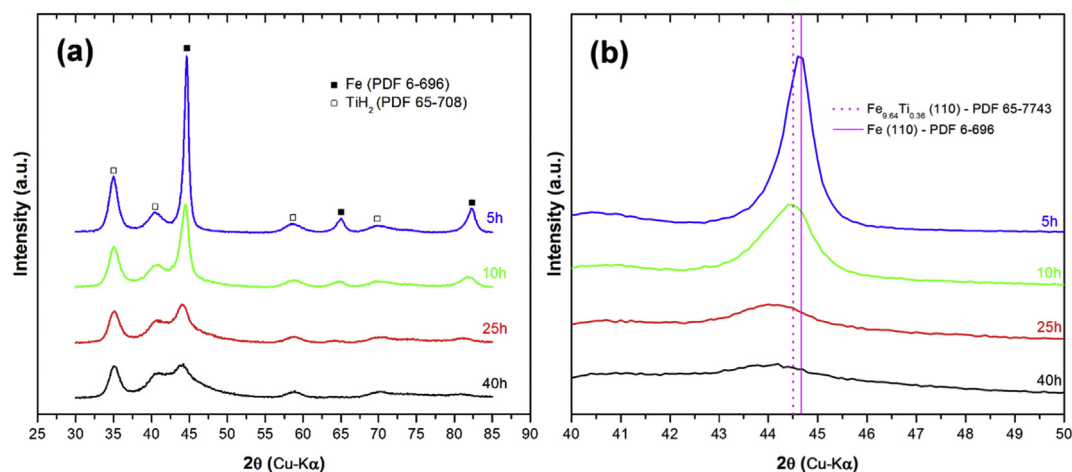 (a)
■ Fe (PDF 6-696)
□ TiH₂ (PDF 65-708)
5h
10h
25h
40h
Intensity (a.u.)
25 30 35 40 45 50 55 60 65 70 75 80 85 90
2θ (Cu-Kα)
(b)
Fe₉.₆₄Ti₀.₃₆ (110) - PDF 65-7743
Fe (110) - PDF 6-696
5h
10h
25h
40h
Intensity (a.u.)
40 41 42 43 44 45 46 47 48 49 50
2θ (Cu-Kα)